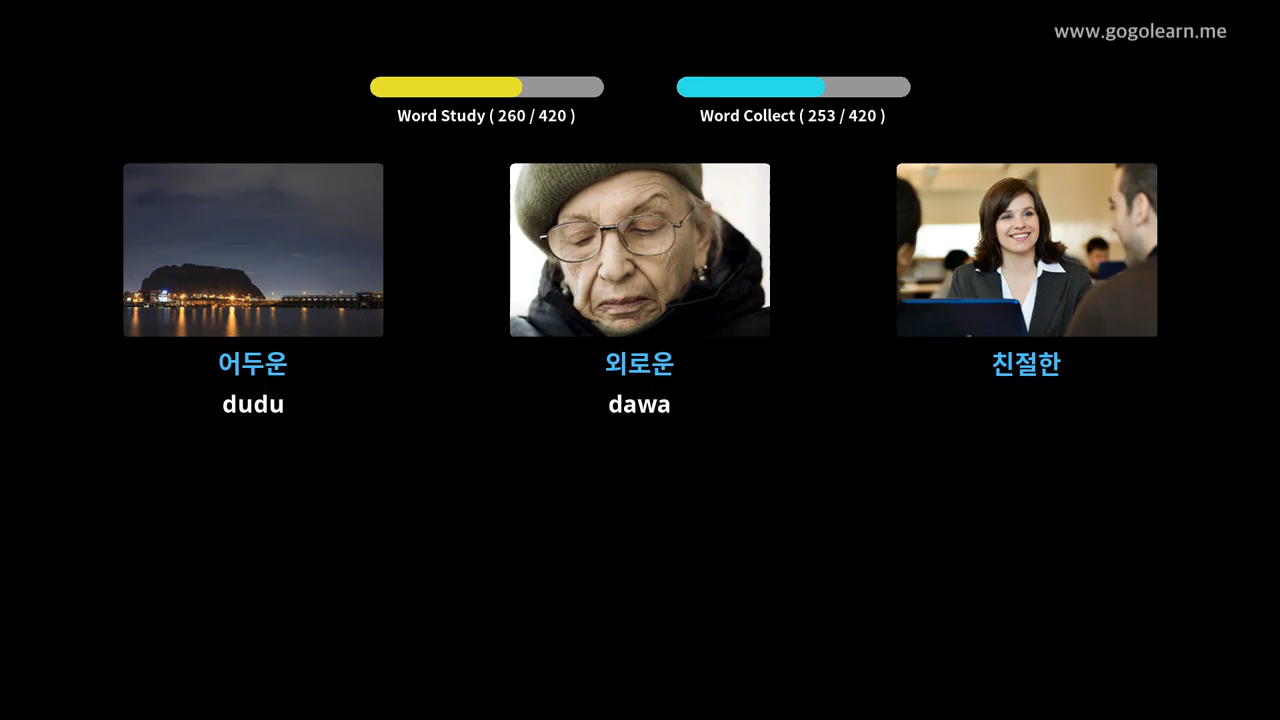 www.gogolearn.me
Word Study ( 260 / 420 )
Word Collect ( 253 / 420 )
어두운
외로운
친절한
dudu
dawa